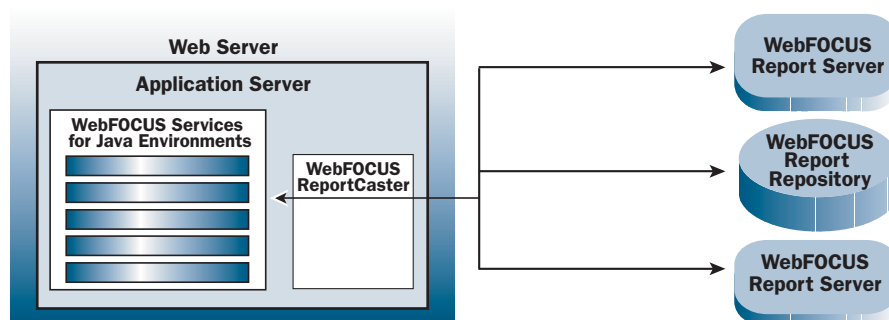 Web Server
Application Server
WebFOCUS Services
for Java Environments
WebFOCUS
ReportCaster
WebFOCUS
Report Server
WebFOCUS
Report
Repository
WebFOCUS
Report Server